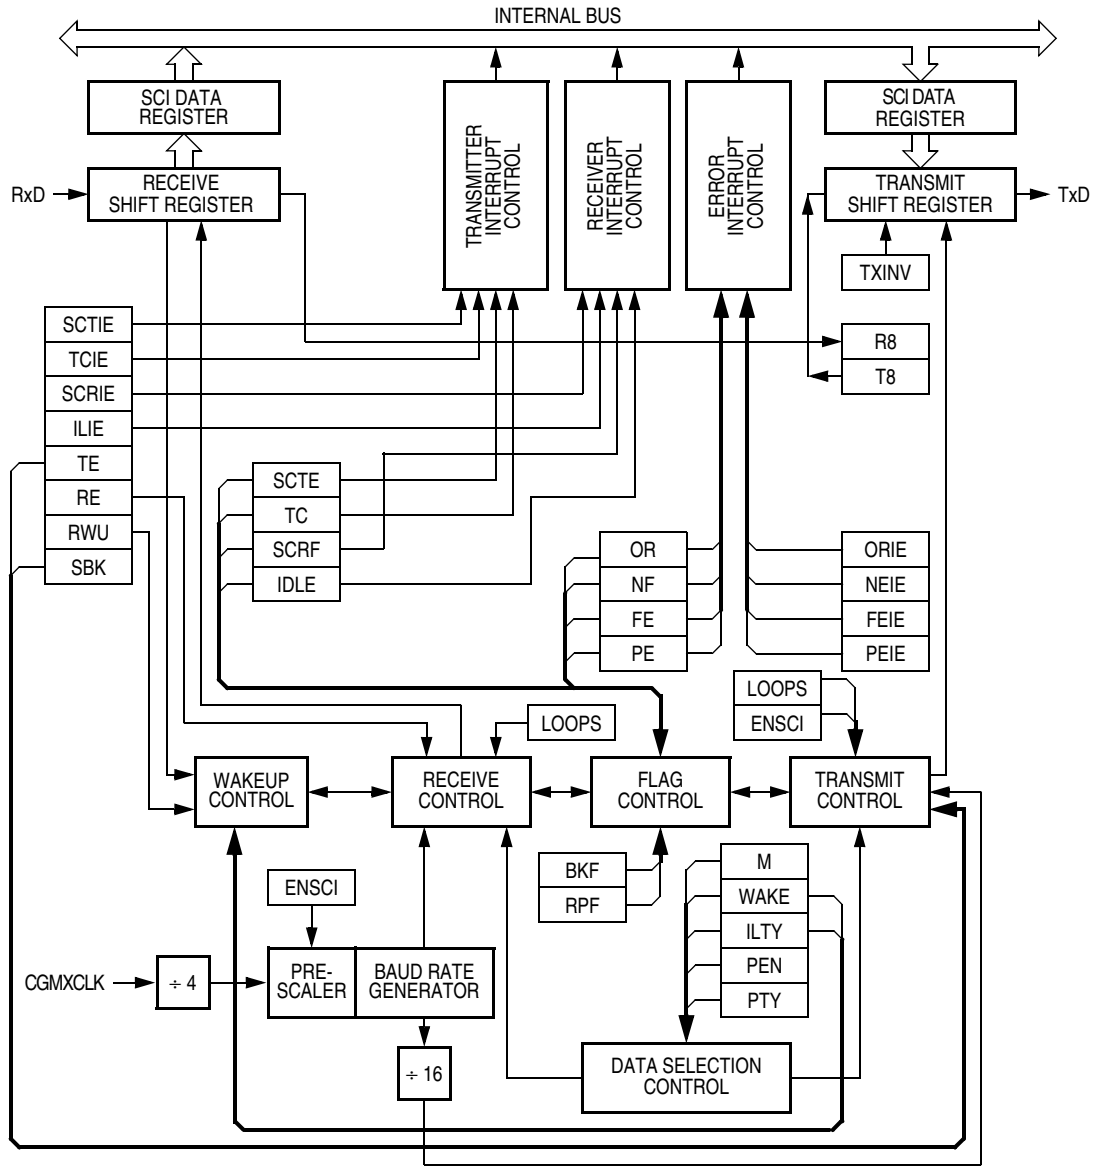 INTERNAL BUS
SCI DATA
REGISTER
SCI DATA
REGISTER
TRANSMITTER
INTERRUPT
CONTROL
RECEIVER
INTERRUPT
CONTROL
ERROR
INTERRUPT
CONTROL
RxD
RECEIVE
SHIFT REGISTER
TRANSMIT
SHIFT REGISTER
TxD
TXINV
SCTIE
TCIE
SCRIE
ILIE
TE
RE
RWU
SBK
R8
T8
SCTE
TC
SCRF
IDLE
OR
NF
FE
PE
ORIE
NEIE
FEIE
PEIE
LOOPS
ENSCI
LOOPS
WAKEUP
CONTROL
RECEIVE
CONTROL
FLAG
CONTROL
TRANSMIT
CONTROL
BKF
RPF
M
WAKE
ILTY
PEN
PTY
ENSCI
CGMXCLK
÷ 4
PRE-
SCALER
BAUD RATE
GENERATOR
÷ 16
DATA SELECTION
CONTROL